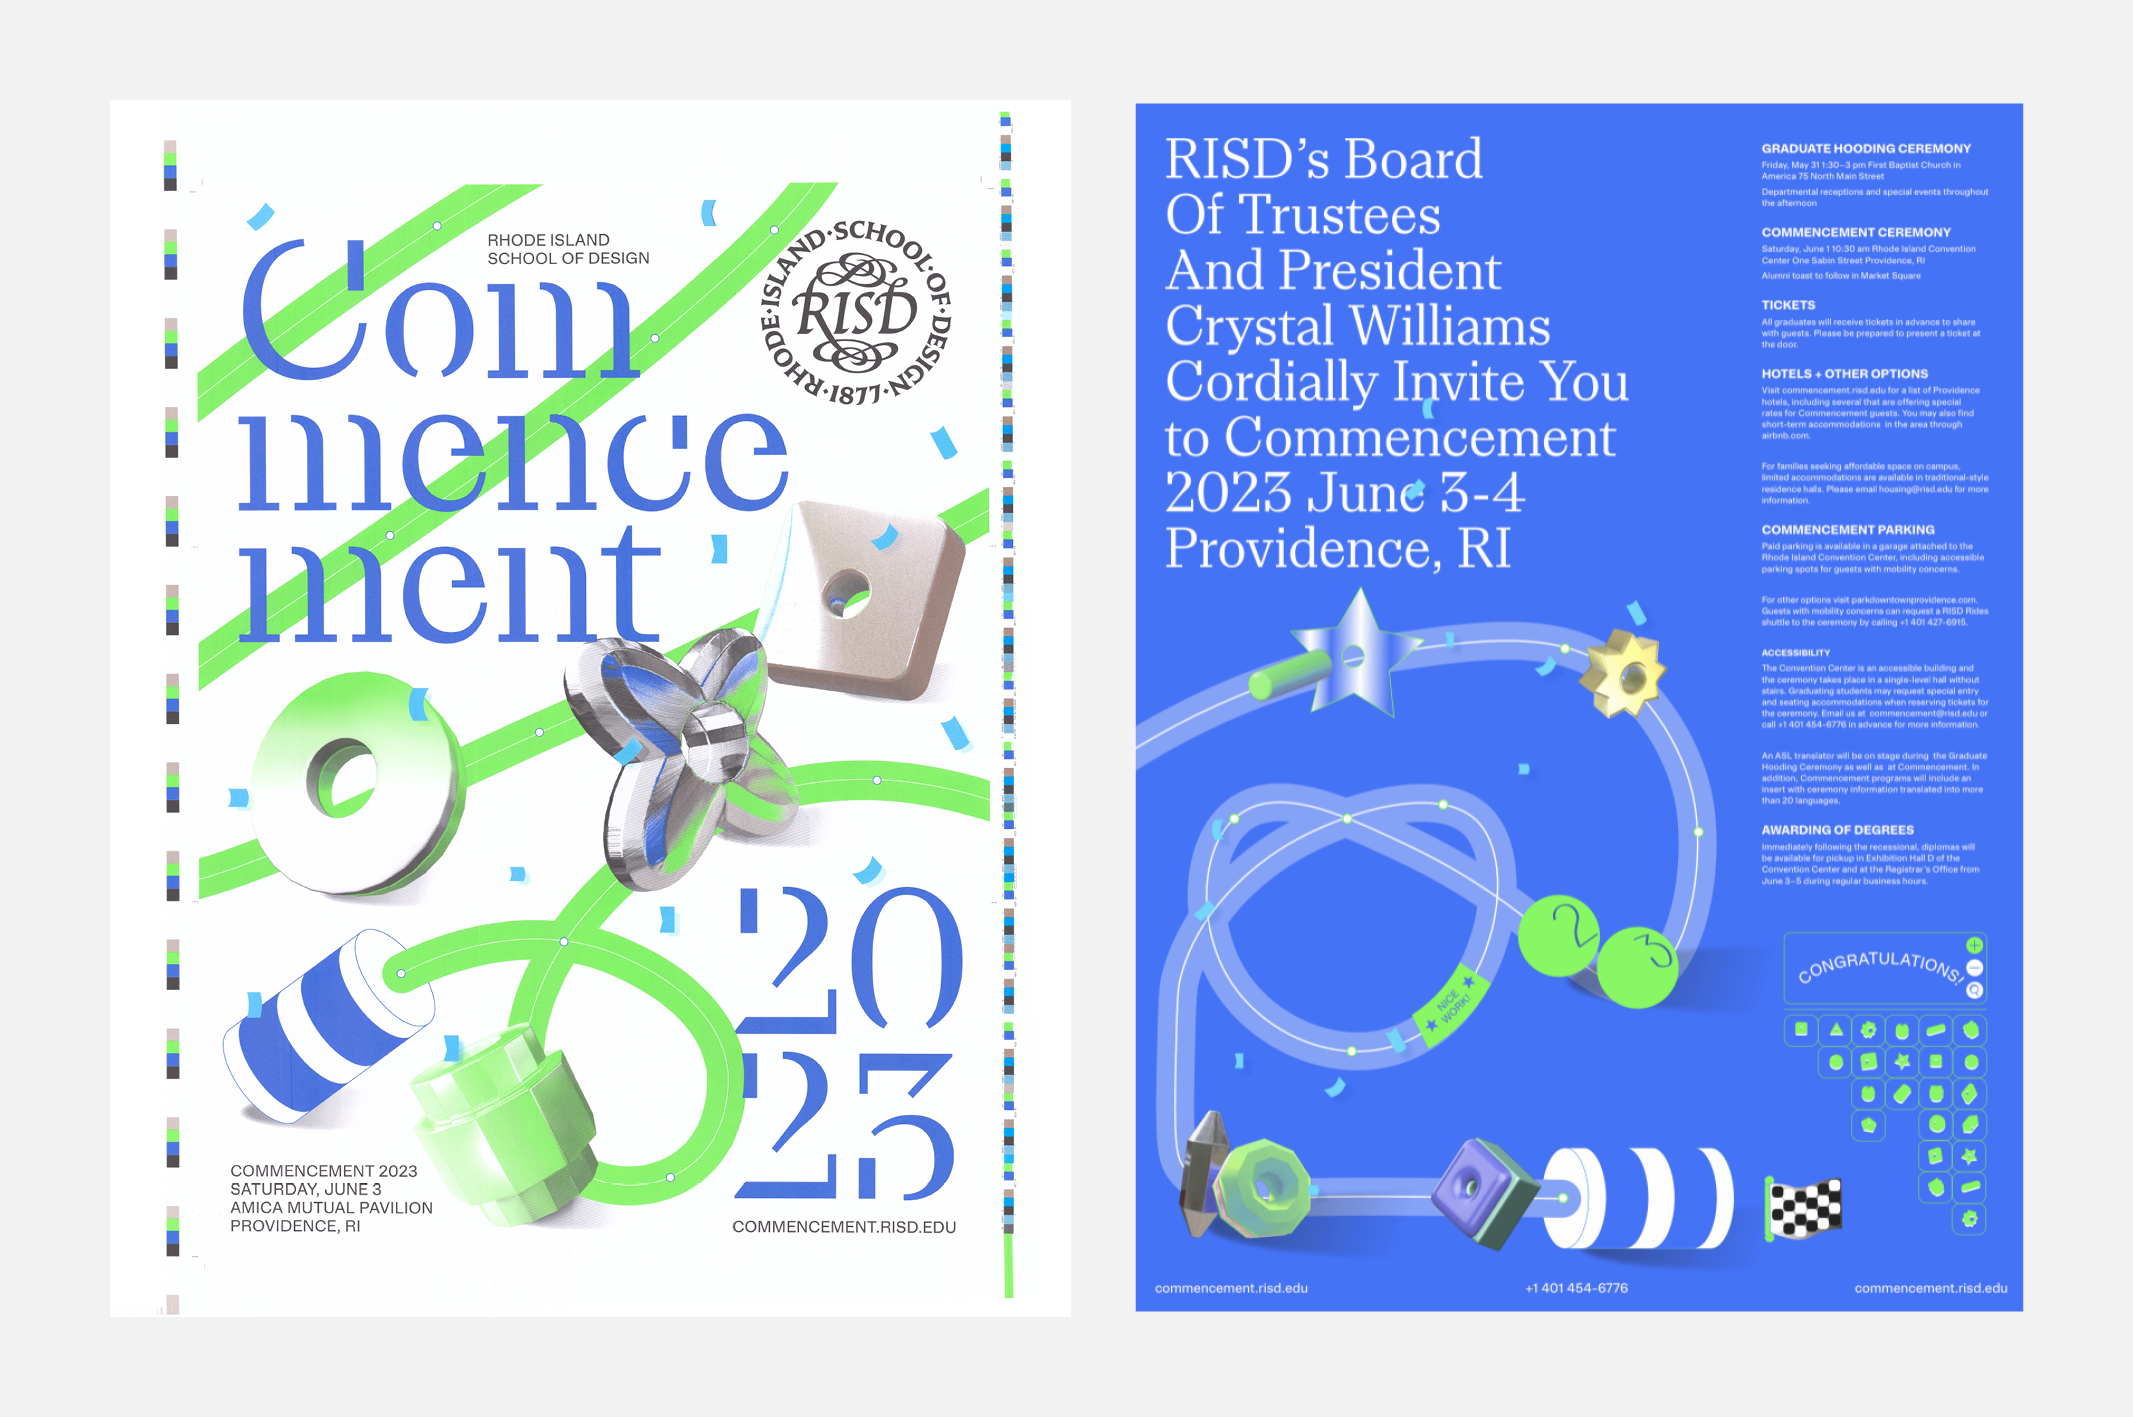 RHODE ISLAND
SCHOOL OF DESIGN
Com
mence
ment
RHODE·ISLAND·SCHOOL·OF·DESIGN·1877·
RISD
20
23
COMMENCEMENT 2023
SATURDAY, JUNE 3
AMICA MUTUAL PAVILION
PROVIDENCE, RI
COMMENCEMENT.RISD.EDU
RISD’s Board
Of Trustees
And President
Crystal Williams
Cordially Invite You
to Commencement
2023 June 3-4
Providence, RI
GRADUATE HOODING CEREMONY
Friday, May 31 1:30–3 pm First Baptist Church in
America 75 North Main Street
Departmental receptions and special events throughout
the afternoon
COMMENCEMENT CEREMONY
Saturday, June 1 10:30 am Rhode Island Convention
Center One Sabin Street Providence, RI
Alumni toast to follow in Market Square
TICKETS
All graduates will receive tickets in advance to share
with guests. Please be prepared to present a ticket at
the door.
HOTELS + OTHER OPTIONS
Visit commencement.risd.edu for a list of Providence
hotels, including several that are offering special
rates for Commencement guests. You may also find
short-term accommodations in the area through
airbnb.com.
For families seeking affordable space on campus,
limited accommodations are available in traditional-style
residence halls. Please email housing@risd.edu for more
information.
COMMENCEMENT PARKING
Paid parking is available in a garage attached to the
Rhode Island Convention Center, including accessible
parking spots for guests with mobility concerns.
For other options visit parkdowntownprovidence.com.
Guests with mobility concerns can request a RISD Rides
shuttle to the ceremony by calling +1 401 427-6915.
ACCESSIBILITY
The Convention Center is an accessible building and
the ceremony takes place in a single-level hall without
stairs. Graduating students may request special entry
and seating accommodations when reserving tickets for
the ceremony. Email us at commencement@risd.edu or
call +1 401 454-6776 in advance for more information.
An ASL translator will be on stage during the Graduate
Hooding Ceremony as well as at Commencement. In
addition, Commencement programs will include an
insert with ceremony information translated into more
than 20 languages.
AWARDING OF DEGREES
Immediately following the recessional, diplomas will
be available for pickup in Exhibition Hall D of the
Convention Center and at the Registrar's Office from
June 3–5 during regular business hours.
2
3
NICE
WORK!
CONGRATULATIONS!
commencement.risd.edu
+1 401 454-6776
commencement.risd.edu